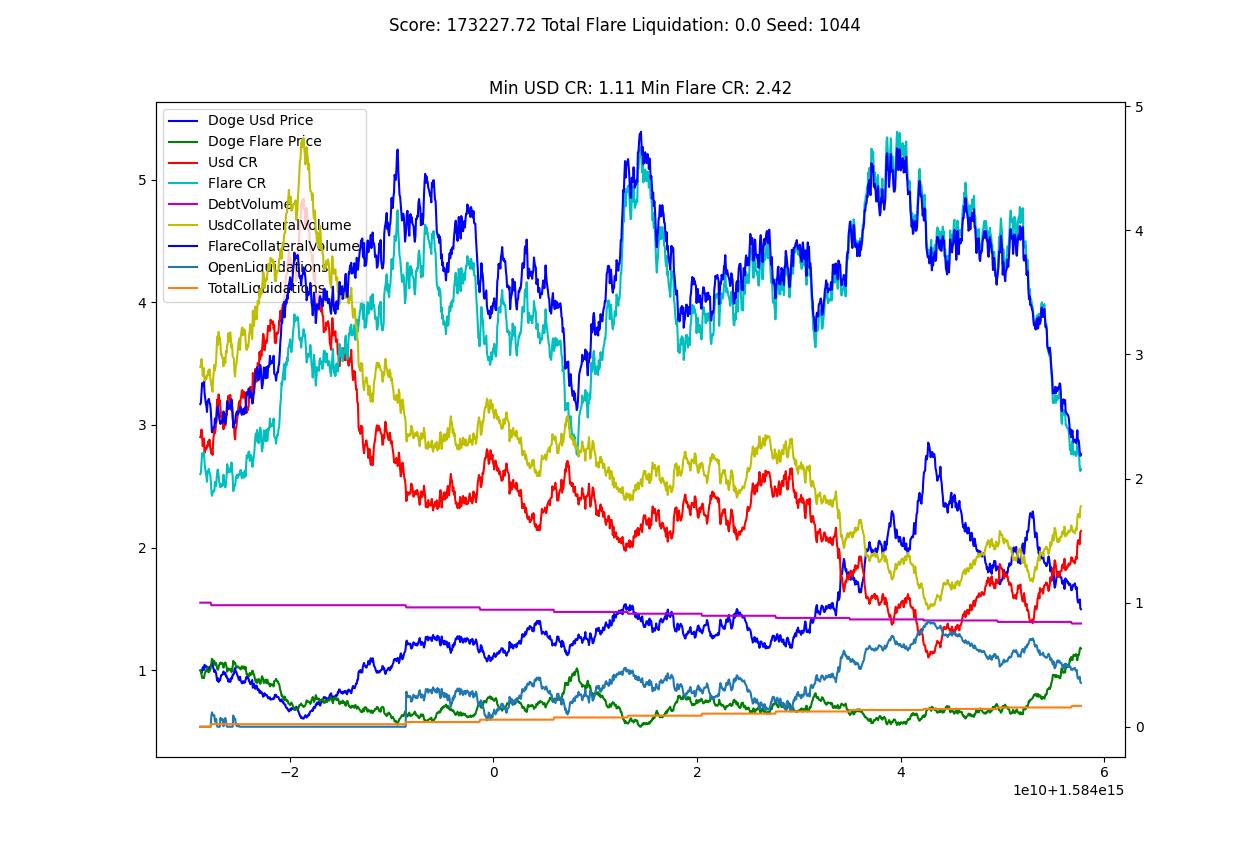 Score: 173227.72 Total Flare Liquidation: 0.0 Seed: 1044
Min USD CR: 1.11 Min Flare CR: 2.42
Doge Usd Price
Doge Flare Price
Usd CR
Flare CR
DebtVolume
UsdCollateralVolume
FlareCollateralVolume
OpenLiquidations
TotalLiquidations
5
4
3
2
1
5
4
3
2
1
0
−2 0 2 4 6
1e10+1.584e15